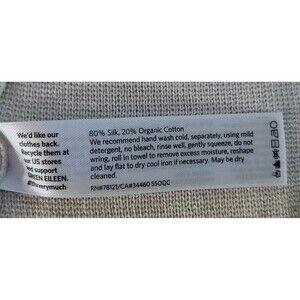 We'd like our
clothes back.
Recycle them at
our US stores
and support
GREEN EILEEN.
80% Silk, 20% Organic Cotton
We recommend hand wash cold, separately, using mild
detergent, no bleach, rinse well, gently squeeze, do not
wring, roll in towel to remove excess moisture, reshape
and lay flat to dry cool iron if necessary. May be dry
cleaned.
RN#78121/CA#34460 55OQC